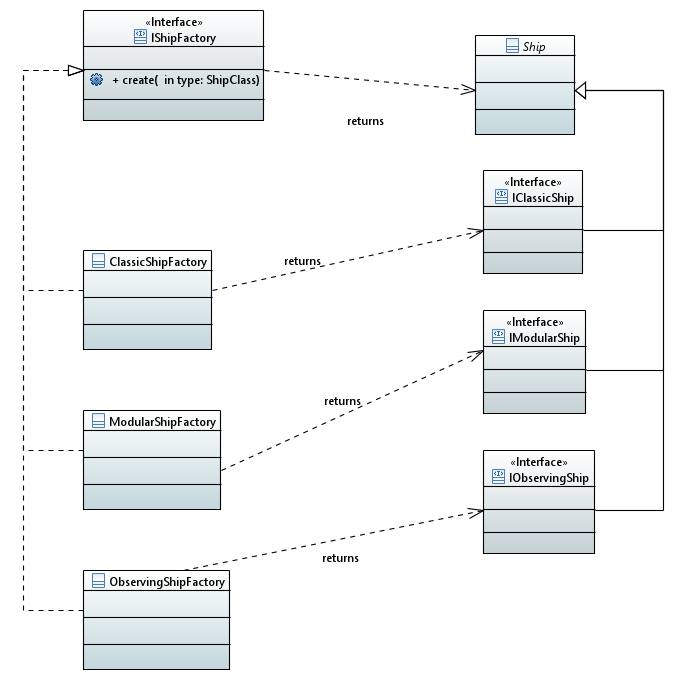 «Interface»
IShipFactory
+ create( in type: ShipClass)
Ship
returns
«Interface»
IClassicShip
ClassicShipFactory
returns
«Interface»
IModularShip
ModularShipFactory
returns
«Interface»
IObservingShip
returns
ObservingShipFactory